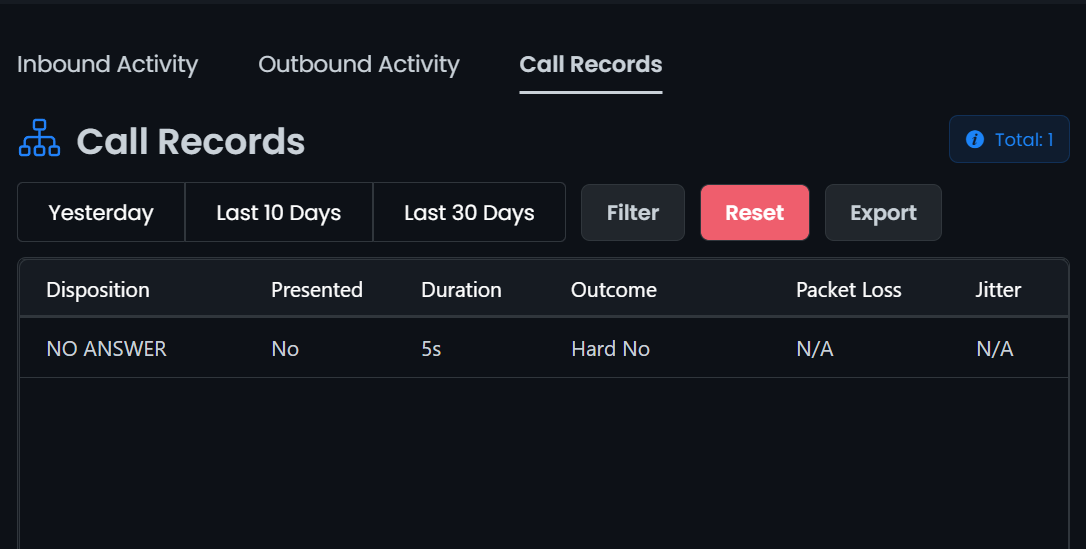 Inbound Activity Outbound Activity Call Records
Call Records Total: 1
Yesterday Last 10 Days Last 30 Days Filter Reset Export
Disposition Presented Duration Outcome Packet Loss Jitter
NO ANSWER No 5s Hard No N/A N/A